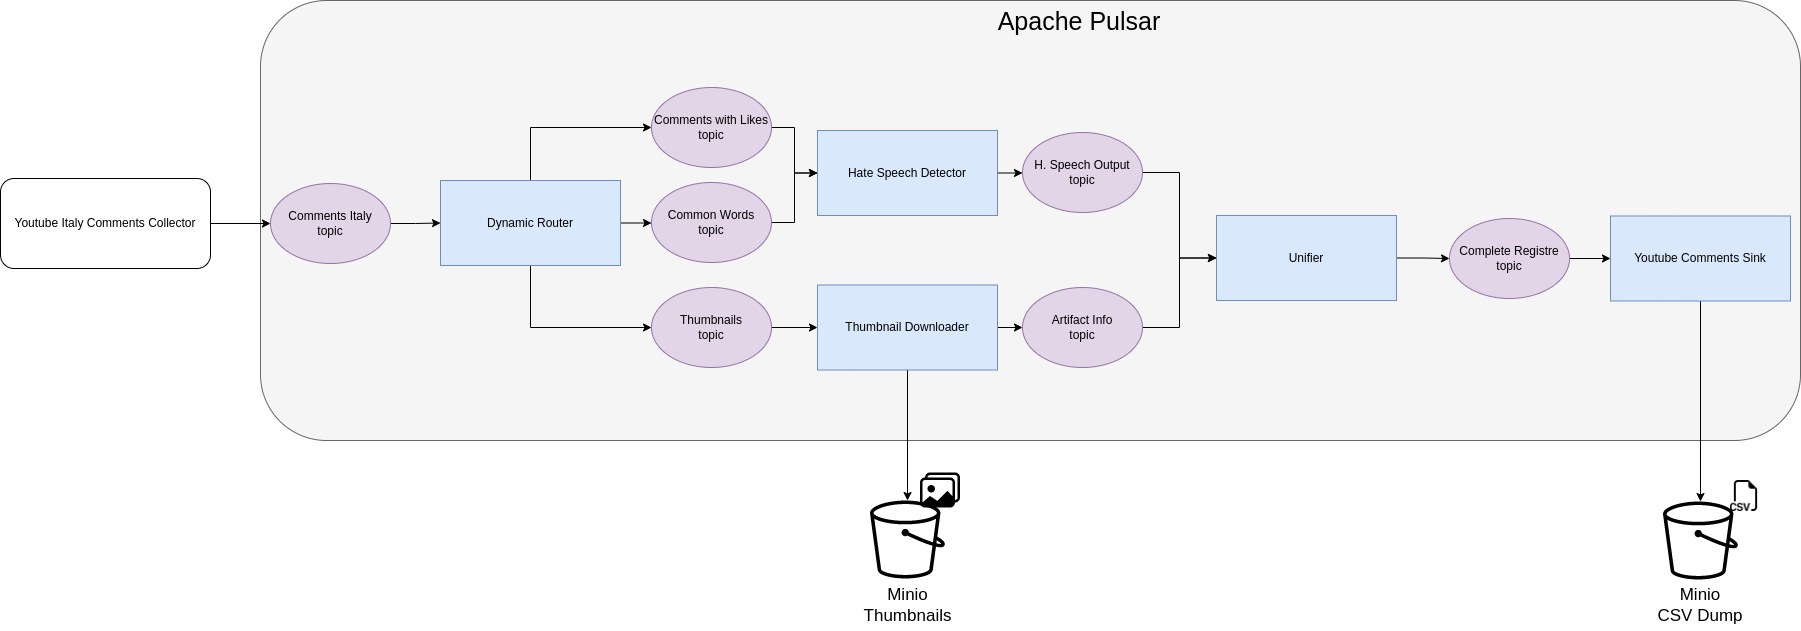 Apache Pulsar
Youtube Italy Comments Collector
Comments Italy
topic
Dynamic Router
Comments with Likes
topic
Common Words
topic
Thumbnails
topic
Hate Speech Detector
Thumbnail Downloader
H. Speech Output
topic
Artifact Info
topic
Unifier
Complete Registre
topic
Youtube Comments Sink
Minio
Thumbnails
CSV
Minio
CSV Dump